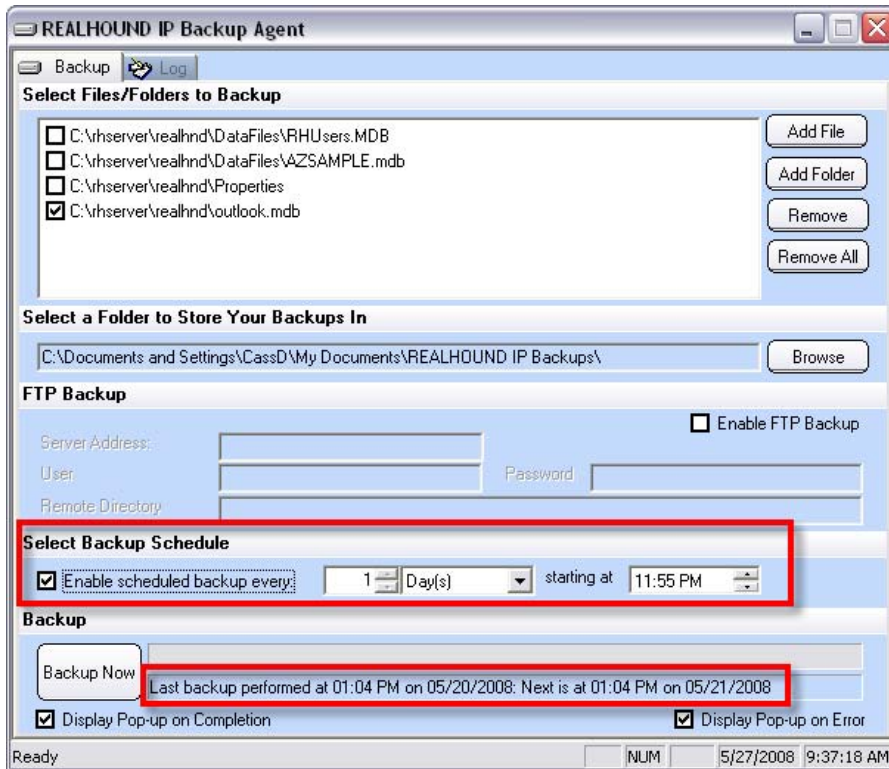 REALHOUND IP Backup Agent
Backup
Log
Select Files/Folders to Backup
C:\rhserver\realhnd\DataFiles\RHUsers.MDB
C:\rhserver\realhnd\DataFiles\AZSAMPLE.mdb
C:\rhserver\realhnd\Properties
C:\rhserver\realhnd\outlook.mdb
Add File
Add Folder
Remove
Remove All
Select a Folder to Store Your Backups In
C:\Documents and Settings\CassD\My Documents\REALHOUND IP Backups\
Browse
FTP Backup
Enable FTP Backup
Server Address:
User
Password
Remote Directory
Select Backup Schedule
Enable scheduled backup every: 1 Day(s) starting at 11:55 PM
Backup
Backup Now
Last backup performed at 01:04 PM on 05/20/2008: Next is at 01:04 PM on 05/21/2008
Display Pop-up on Completion
Display Pop-up on Error
Ready
NUM
5/27/2008
9:37:18 AM